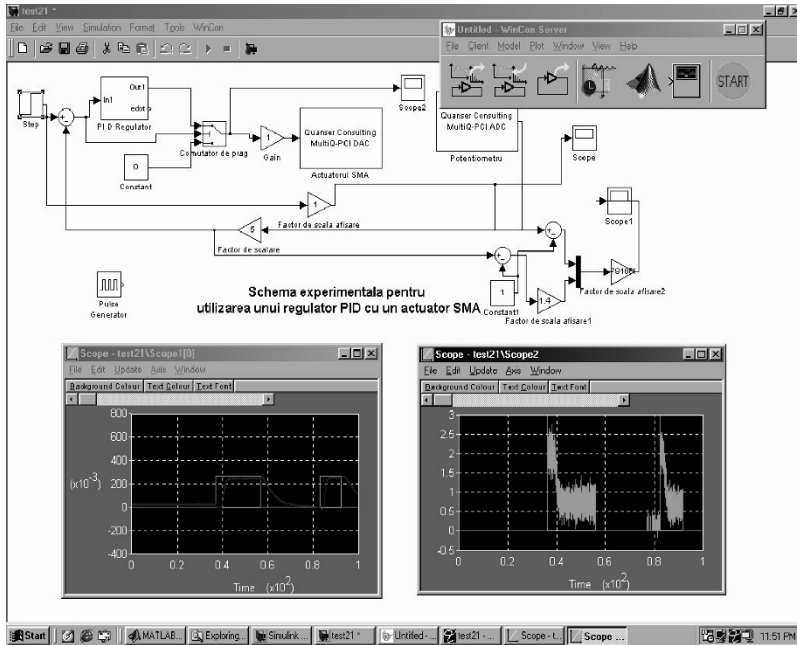 test21 *
File Edit View Simulation Format Tools WinCon
Untitled - WinCon Server
File Client Model Plot Window View Help
START
Step
In1
Out1
edot
PID Regulator
0
Constant
Comutator de prag
1
Gain
Quanser Consulting
MultiQ-PCI DAC
Actuatorul SMA
Scope2
Quanser Consulting
MultiQ-PCI ADC
Potentiometru
Scope
1
Factor de scala afisare
5
Factor de scalare
Scope1
1
Constant1
1.4
Factor de scala afisare1
Factor de scala afisare2
Pulse
Generator
Schema experimentala pentru
utilizarea unui regulator PID cu un actuator SMA
Scope - test21\Scope1[0]
File Edit Update Axis Window
Background Colour Text Colour Text Font
800
600
400
(x10-3) 200
0
-200
-400
0 0.2 0.4 0.6 0.8 1
Time (x10^2)
Scope - test21\Scope2
File Edit Update Axis Window
Background Colour Text Colour Text Font
3
2.5
2
1.5
1
0.5
0
-0.5
0 0.2 0.4 0.6 0.8 1
Time (x10^2)
Start MATLAB... Exploring... Simulink ... test21 * Untitled - ... test21 - ... Scope - t... Scope ... 11:51 PM